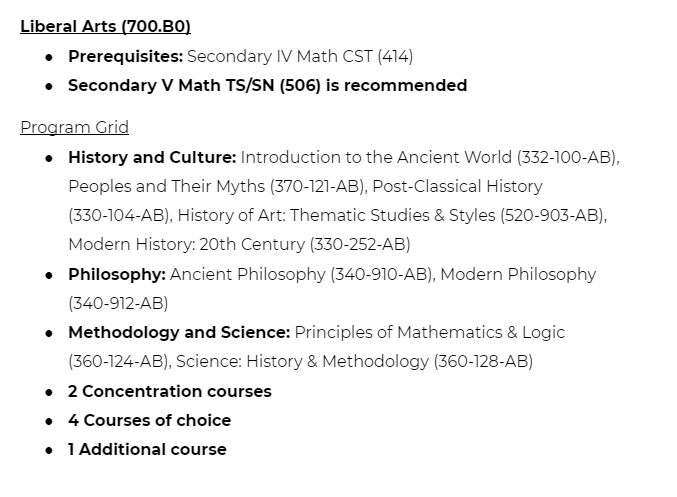 Liberal Arts (700.B0)
● Prerequisites: Secondary IV Math CST (414)
● Secondary V Math TS/SN (506) is recommended
Program Grid
● History and Culture: Introduction to the Ancient World (332-100-AB),
Peoples and Their Myths (370-121-AB), Post-Classical History
(330-104-AB), History of Art: Thematic Studies & Styles (520-903-AB),
Modern History: 20th Century (330-252-AB)
● Philosophy: Ancient Philosophy (340-910-AB), Modern Philosophy
(340-912-AB)
● Methodology and Science: Principles of Mathematics & Logic
(360-124-AB), Science: History & Methodology (360-128-AB)
● 2 Concentration courses
● 4 Courses of choice
● 1 Additional course